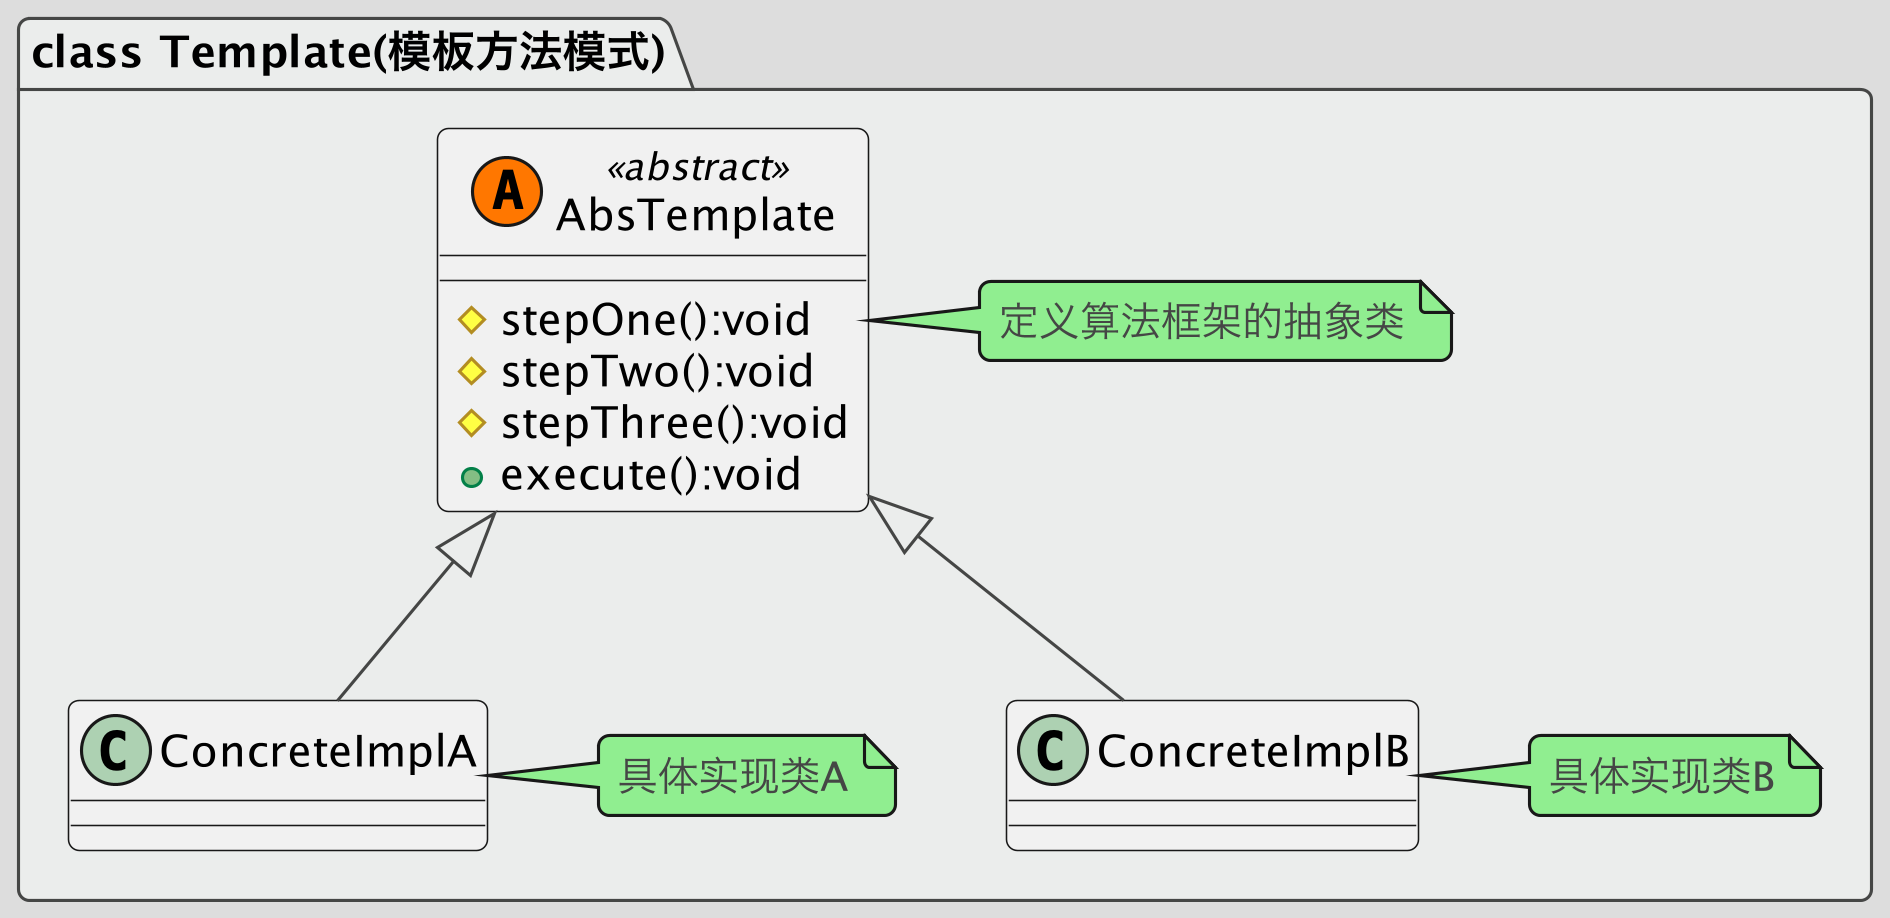 class Template(模板方法模式)
A
«abstract»
AbsTemplate
stepOne():void
stepTwo():void
stepThree():void
execute():void
定义算法框架的抽象类
C ConcreteImplA
具体实现类A
C ConcreteImplB
具体实现类B